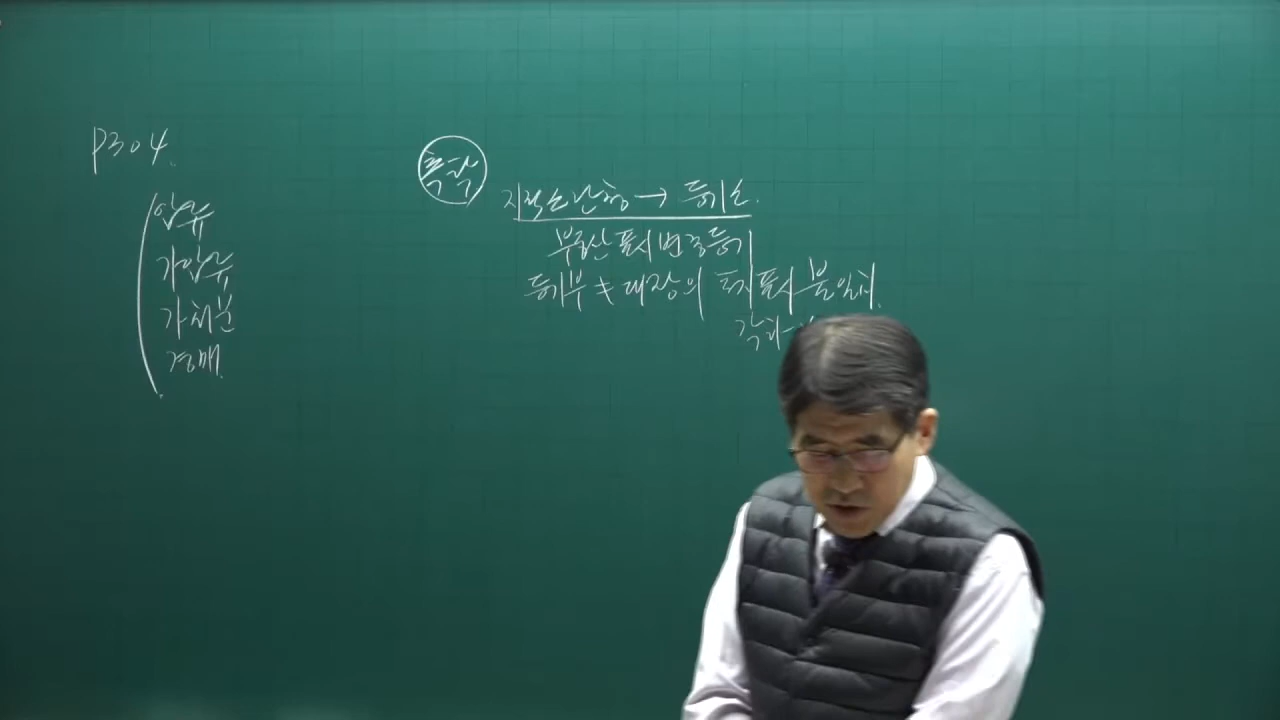 P304.
압류
가압류
가처분
경매
촉탁
지적소관청 → 등기소.
부동산표시변경등기
등기부 ≠ 대장의 토지표시 불일치.
각하